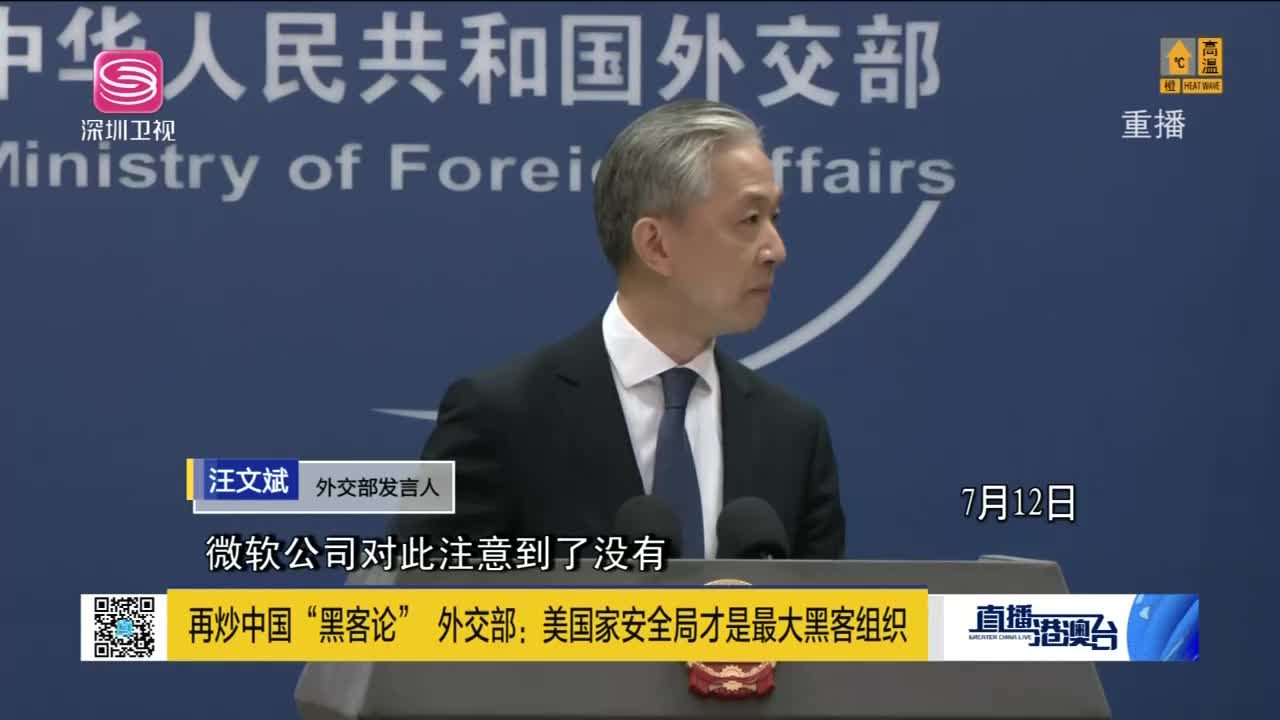 中华人民共和国外交部
Ministry of Foreign Affairs
深圳卫视
℃
高温
橙
HEAT WAVE
重播
汪文斌
外交部发言人
7月12日
微软公司对此注意到了没有
再炒中国“黑客论” 外交部：美国家安全局才是最大黑客组织
直播港澳台
GREATER CHINA LIVE